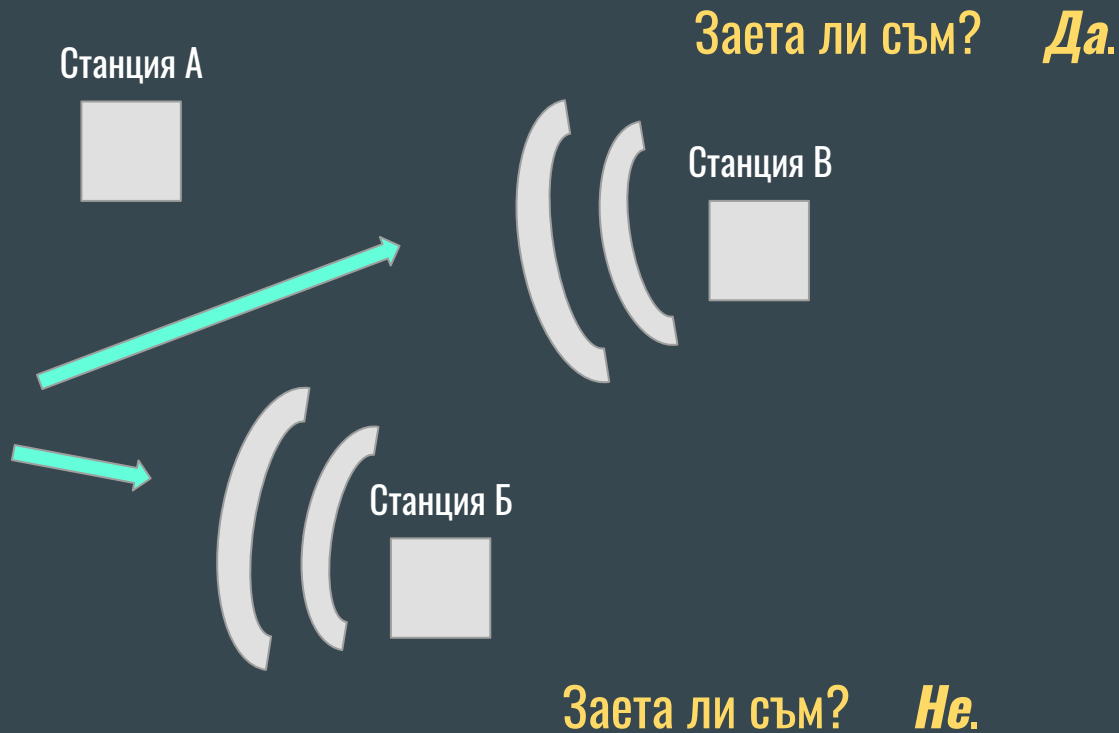 Заета ли съм? Да.
Станция А
Станция В
Станция Б
Заета ли съм? Не.